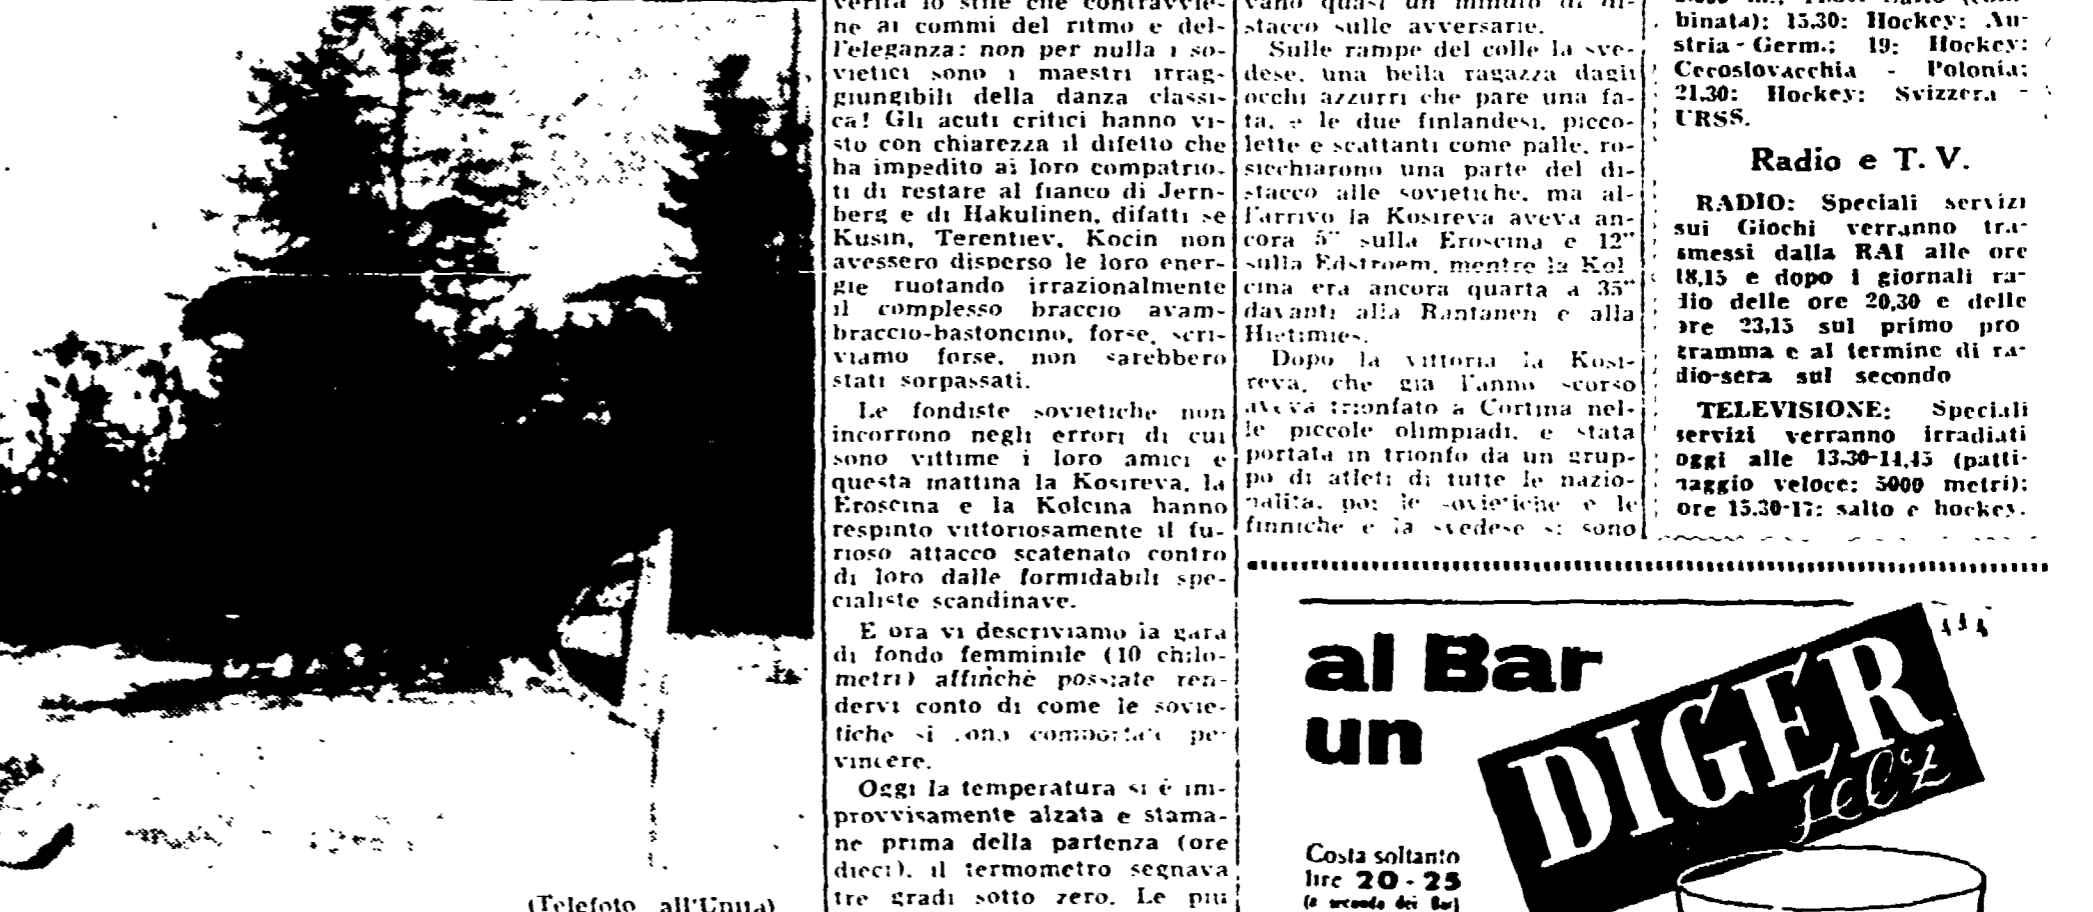 (Telefoto all'Unità)
verità lo stile che contravvie-
ne ai commi del ritmo e del-
l'eleganza: non per nulla i so-
vietici sono i maestri irrag-
giungibili della danza classi-
ca! Gli acuti critici hanno vi-
sto con chiarezza il difetto che
ha impedito ai loro compatrio-
ti di restare al fianco di Jern-
berg e di Hakulinen, difatti se
Kusin, Terentiev, Kocin non
avessero disperso le loro ener-
gie ruotando irrazionalmente
il complesso braccio avam-
braccio-bastoncino, forse, scri-
viamo forse, non sarebbero
stati sorpassati.
Le fondiste sovietiche non
incorrono negli errori di cui
sono vittime i loro amici e
questa mattina la Kosireva, la
Eroscina e la Kolcina hanno
respinto vittoriosamente il fu-
rioso attacco scatenato contro
di loro dalle formidabili spe-
cialiste scandinave.
E ora vi descriviamo la gara
di fondo femminile (10 chilo-
metri) affinchè possiate ren-
dervi conto di come le sovie-
tiche si sono comportate per
vincere.
Oggi la temperatura si è im-
provvisamente alzata e stama-
ne prima della partenza (ore
dieci), il termometro segnava
tre gradi sotto zero. Le più
vano quasi un minuto di di-
stacco sulle avversarie.
Sulle rampe del colle la sve-
dese, una bella ragazza dagli
occhi azzurri che pare una fa-
ta, e le due finlandesi, picco-
lette e scattanti come palle, ro-
sicchiarono una parte del di-
stacco alle sovietiche, ma al-
l'arrivo la Kosireva aveva an-
cora 5" sulla Eroscina e 12"
sulla Edstroem, mentre la Kol
cina era ancora quarta a 35"
davanti alla Rantanen e alla
Hietimies.
Dopo la vittoria la Kosi-
reva, che già l'anno scorso
aveva trionfato a Cortina nel-
le piccole olimpiadi, è stata
portata in trionfo da un grup-
po di atleti di tutte le nazio-
nalità, poi le sovietiche e le
finniche e la svedese si sono
binata); 15.30: Hockey: Au-
stria - Germ.; 19: Hockey:
Cecoslovacchia - Polonia;
21.30: Hockey: Svizzera -
URSS.
Radio e T. V.
RADIO: Speciali servizi
sui Giochi verranno tra-
smessi dalla RAI alle ore
18,15 e dopo i giornali ra-
dio delle ore 20,30 e delle
ore 23,15 sul primo pro
gramma e al termine di ra-
dio-sera sul secondo
TELEVISIONE: Speciali
servizi verranno irradiati
oggi alle 13.30-14,45 (patti-
naggio veloce: 5000 metri);
ore 15.30-17: salto e hockey.
al Bar
un
DIGER
selz
Costa soltanto
lire 20 - 25
(a seconda dei Bar)